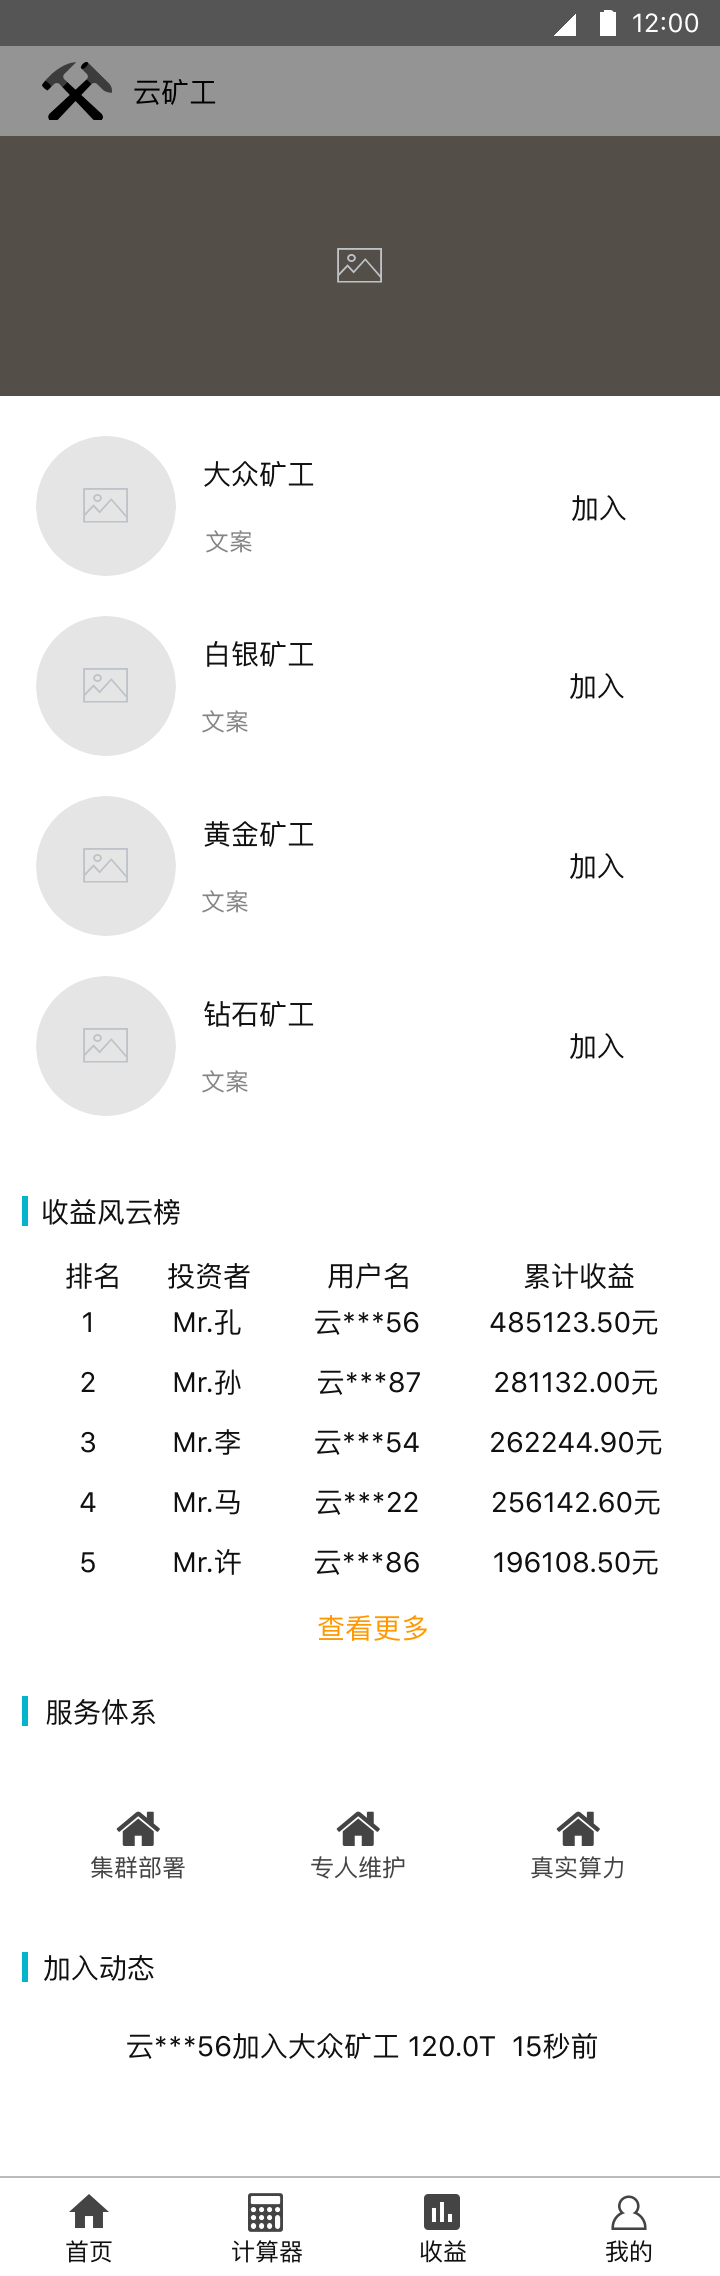 12:00
云矿工
大众矿工
文案
加入
白银矿工
文案
加入
黄金矿工
文案
加入
钻石矿工
文案
加入
收益风云榜
排名 投资者 用户名 累计收益
1 Mr.孔 云***56 485123.50元
2 Mr.孙 云***87 281132.00元
3 Mr.李 云***54 262244.90元
4 Mr.马 云***22 256142.60元
5 Mr.许 云***86 196108.50元
查看更多
服务体系
集群部署 专人维护 真实算力
加入动态
云***56加入大众矿工 120.0T 15秒前
首页 计算器 收益 我的